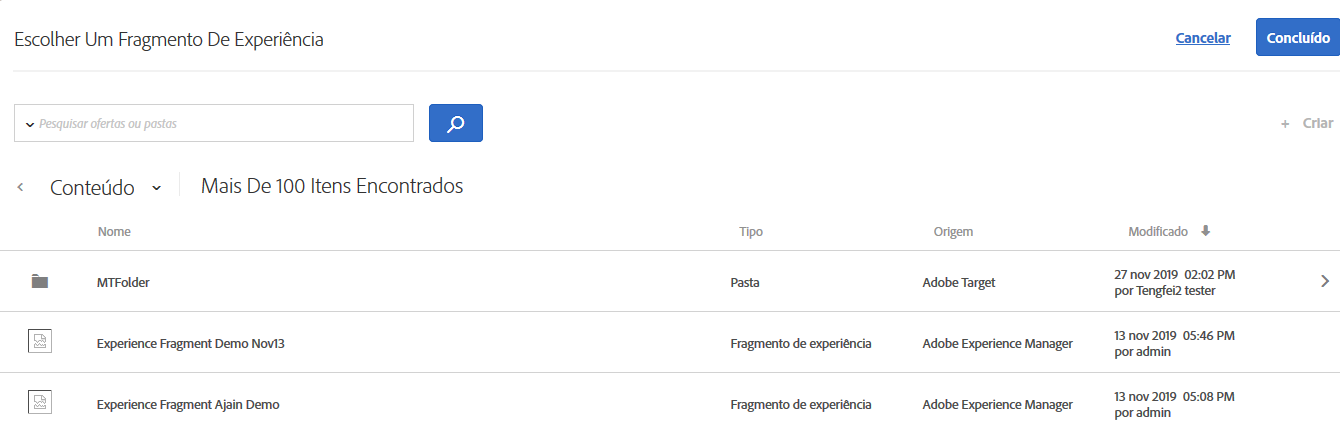 Escolher Um Fragmento De Experiência
Cancelar
Concluído
Pesquisar ofertas ou pastas
+ Criar
Conteúdo
Mais De 100 Itens Encontrados
Nome Tipo Origem Modificado
MTFolder Pasta Adobe Target 27 nov 2019 02:02 PM
por Tengfei2 tester
Experience Fragment Demo Nov13 Fragmento de experiência Adobe Experience Manager 13 nov 2019 05:46 PM
por admin
Experience Fragment Ajain Demo Fragmento de experiência Adobe Experience Manager 13 nov 2019 05:08 PM
por admin